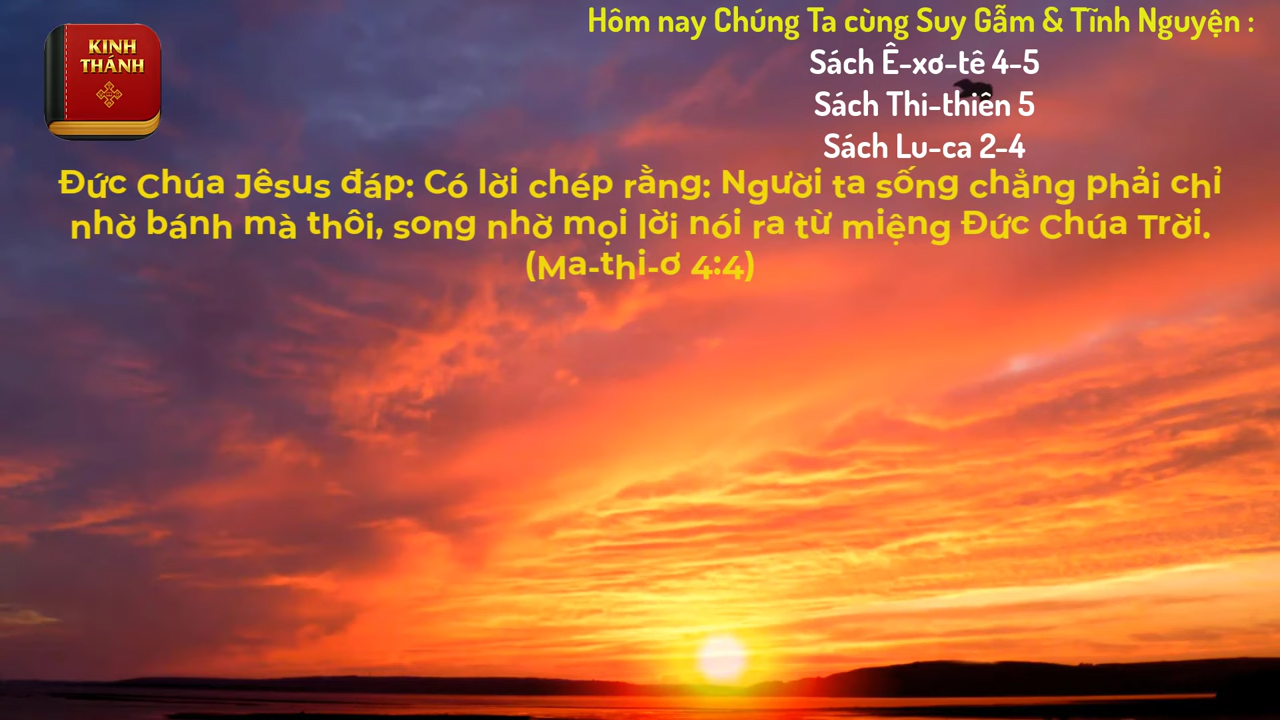 KINH
THÁNH
Hôm nay Chúng Ta cùng Suy Gẫm & Tĩnh Nguyện :
Sách Ê-xơ-tê 4-5
Sách Thi-thiên 5
Sách Lu-ca 2-4
Đức Chúa Jêsus đáp: Có lời chép rằng: Người ta sống chẳng phải chỉ
nhờ bánh mà thôi, song nhờ mọi lời nói ra từ miệng Đức Chúa Trời.
(Ma-thi-ơ 4:4)